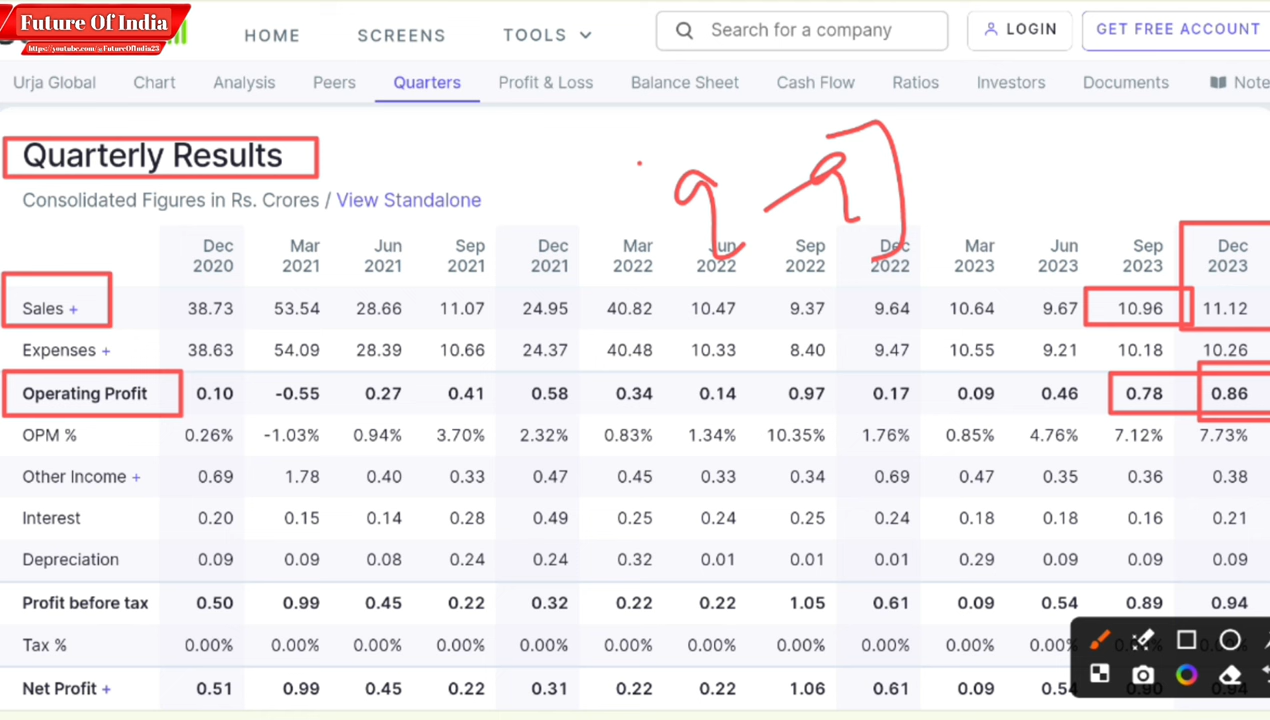 Future Of India
https://youtube.com/@FutureOfIndia23
HOME SCREENS TOOLS Search for a company LOGIN GET FREE ACCOUNT
Urja Global Chart Analysis Peers Quarters Profit & Loss Balance Sheet Cash Flow Ratios Investors Documents Note
Quarterly Results
q - q
Consolidated Figures in Rs. Crores / View Standalone
Dec 2020 Mar 2021 Jun 2021 Sep 2021 Dec 2021 Mar 2022 Jun 2022 Sep 2022 Dec 2022 Mar 2023 Jun 2023 Sep 2023 Dec 2023
Sales + 38.73 53.54 28.66 11.07 24.95 40.82 10.47 9.37 9.64 10.64 9.67 10.96 11.12
Expenses + 38.63 54.09 28.39 10.66 24.37 40.48 10.33 8.40 9.47 10.55 9.21 10.18 10.26
Operating Profit 0.10 -0.55 0.27 0.41 0.58 0.34 0.14 0.97 0.17 0.09 0.46 0.78 0.86
OPM % 0.26% -1.03% 0.94% 3.70% 2.32% 0.83% 1.34% 10.35% 1.76% 0.85% 4.76% 7.12% 7.73%
Other Income + 0.69 1.78 0.40 0.33 0.47 0.45 0.33 0.34 0.69 0.47 0.35 0.36 0.38
Interest 0.20 0.15 0.14 0.28 0.49 0.25 0.24 0.25 0.24 0.18 0.18 0.16 0.21
Depreciation 0.09 0.09 0.08 0.24 0.24 0.32 0.01 0.01 0.01 0.29 0.09 0.09 0.09
Profit before tax 0.50 0.99 0.45 0.22 0.32 0.22 0.22 1.05 0.61 0.09 0.54 0.89 0.94
Tax % 0.00% 0.00% 0.00% 0.00% 0.00% 0.00% 0.00% 0.00% 0.00% 0.00% 0.00%
Net Profit + 0.51 0.99 0.45 0.22 0.31 0.22 0.22 1.06 0.61 0.09 0.54 0.90 0.94